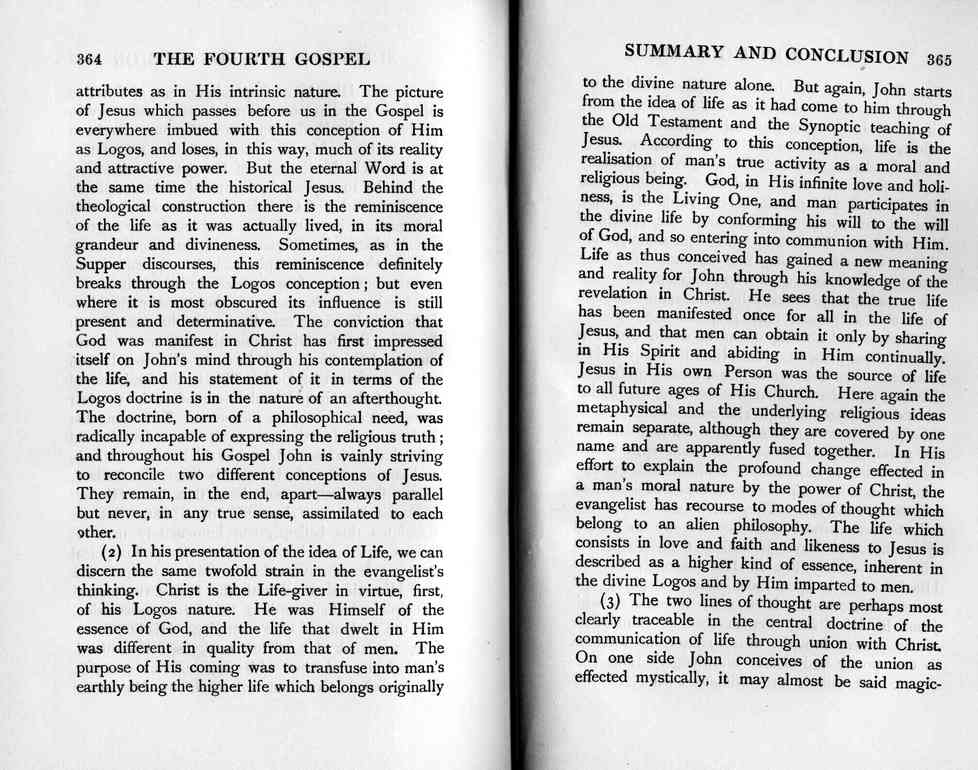 364 THE FOURTH GOSPEL
attributes as in His intrinsic nature. The picture
of Jesus which passes before us in the Gospel is
everywhere imbued with this conception of Him
as Logos, and loses, in this way, much of its reality
and attractive power. But the eternal Word is at
the same time the historical Jesus. Behind the
theological construction there is the reminiscence
of the life as it was actually lived, in its moral
grandeur and divineness. Sometimes, as in the
Supper discourses, this reminiscence definitely
breaks through the Logos conception; but even
where it is most obscured its influence is still
present and determinative. The conviction that
God was manifest in Christ has first impressed
itself on John's mind through his contemplation of
the life, and his statement of it in terms of the
Logos doctrine is in the nature of an afterthought.
The doctrine, born of a philosophical need, was
radically incapable of expressing the religious truth;
and throughout his Gospel John is vainly striving
to reconcile two different conceptions of Jesus.
They remain, in the end, apart—always parallel
but never, in any true sense, assimilated to each
other.
(2) In his presentation of the idea of Life, we can
discern the same twofold strain in the evangelist's
thinking. Christ is the Life-giver in virtue, first,
of his Logos nature. He was Himself of the
essence of God, and the life that dwelt in Him
was different in quality from that of men. The
purpose of His coming was to transfuse into man's
earthly being the higher life which belongs originally
SUMMARY AND CONCLUSION 365
to the divine nature alone. But again, John starts
from the idea of life as it had come to him through
the Old Testament and the Synoptic teaching of
Jesus. According to this conception, life is the
realisation of man's true activity as a moral and
religious being. God, in His infinite love and holi-
ness, is the Living One, and man participates in
the divine life by conforming his will to the will
of God, and so entering into communion with Him.
Life as thus conceived has gained a new meaning
and reality for John through his knowledge of the
revelation in Christ. He sees that the true life
has been manifested once for all in the life of
Jesus, and that men can obtain it only by sharing
in His Spirit and abiding in Him continually.
Jesus in His own Person was the source of life
to all future ages of His Church. Here again the
metaphysical and the underlying religious ideas
remain separate, although they are covered by one
name and are apparently fused together. In His
effort to explain the profound change effected in
a man's moral nature by the power of Christ, the
evangelist has recourse to modes of thought which
belong to an alien philosophy. The life which
consists in love and faith and likeness to Jesus is
described as a higher kind of essence, inherent in
the divine Logos and by Him imparted to men.
(3) The two lines of thought are perhaps most
clearly traceable in the central doctrine of the
communication of life through union with Christ.
On one side John conceives of the union as
effected mystically, it may almost be said magic-